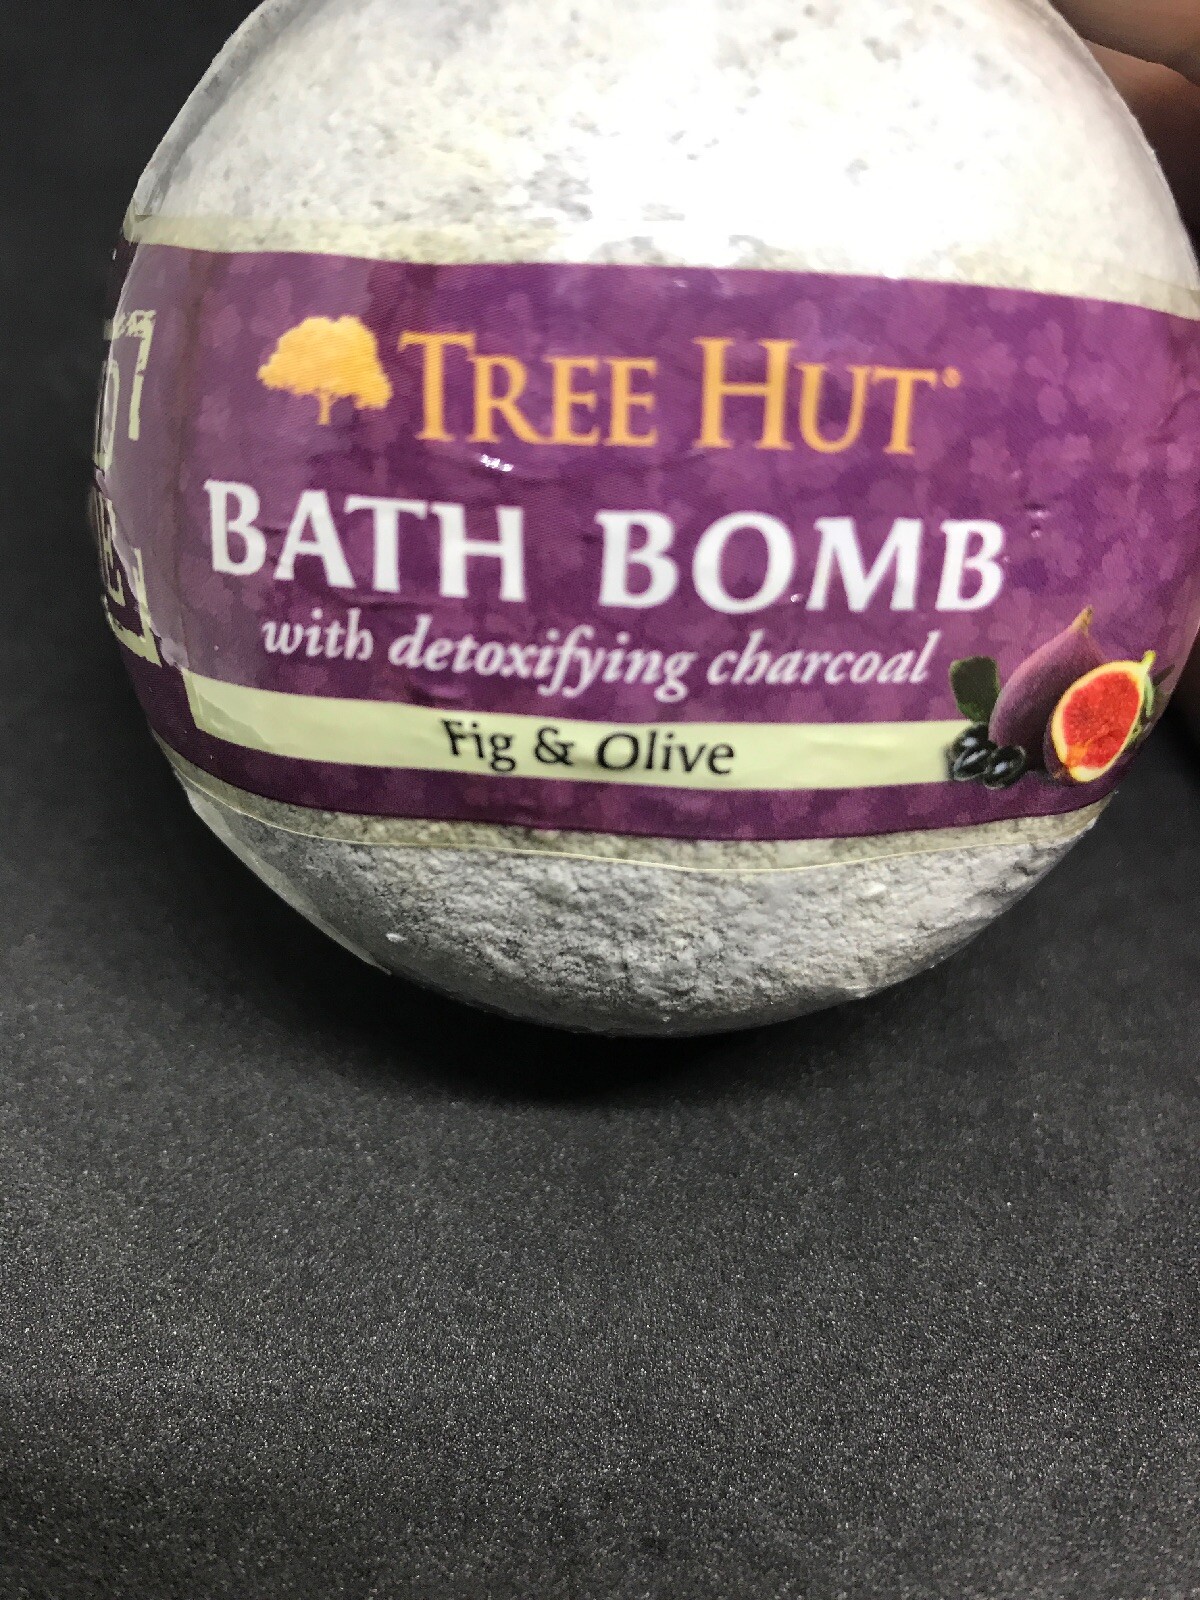 TREE HUT
BATH BOMB
with detoxifying charcoal
Fig & Olive